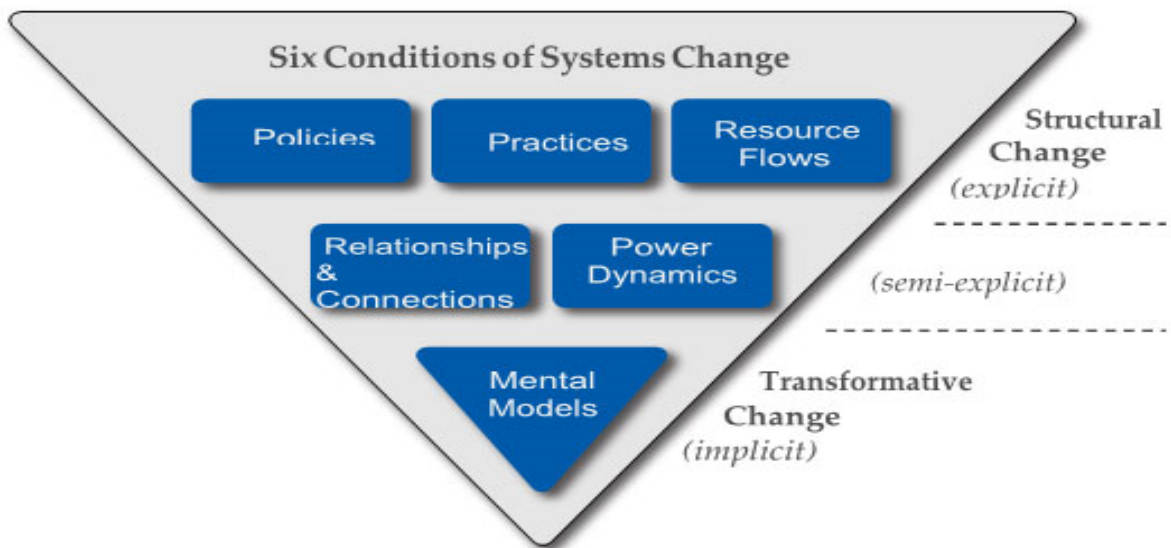 Six Conditions of Systems Change
Policies
Practices
Resource
Flows
Structural
Change
(explicit)
Relationships
&
Connections
Power
Dynamics
(semi-explicit)
Mental
Models
Transformative
Change
(implicit)